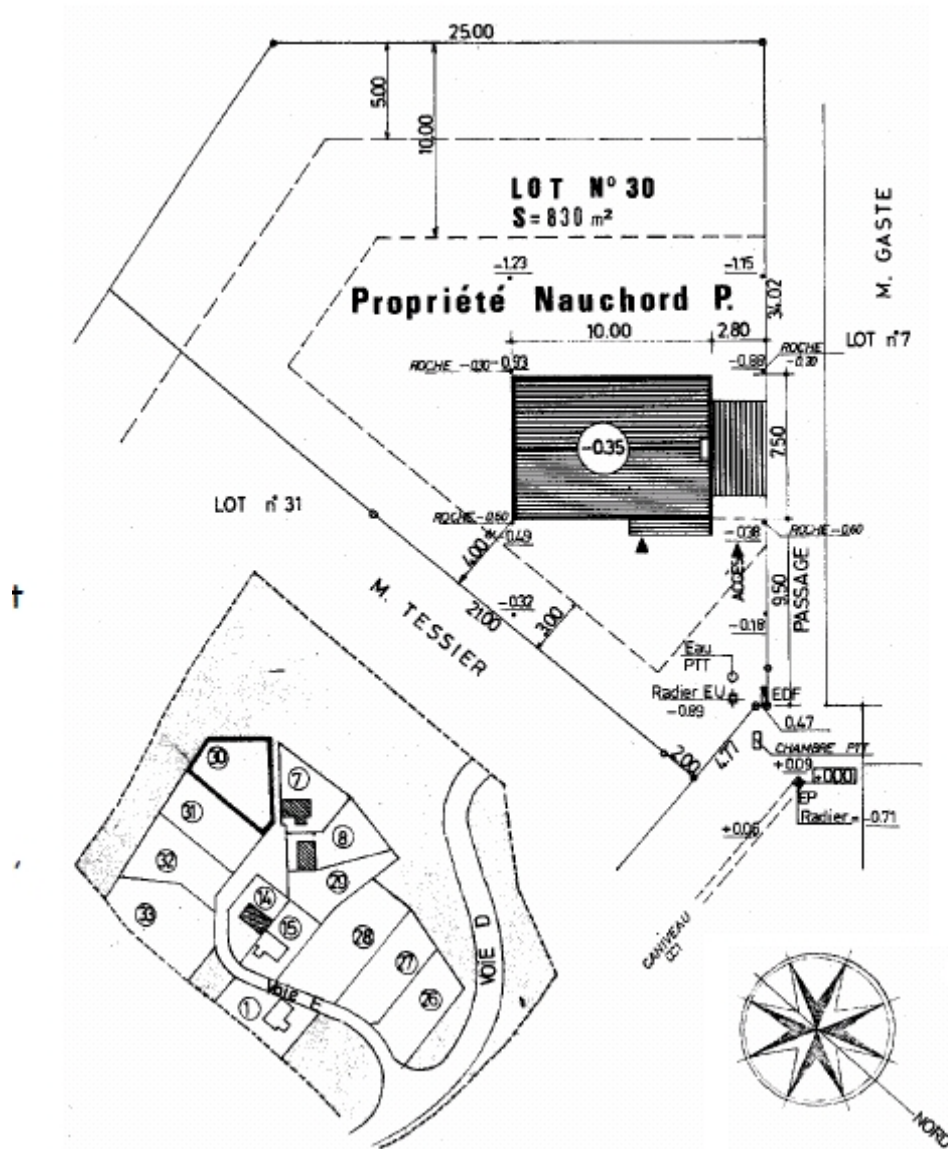 25.00
5.00
10.00
LOT N° 30
S = 830 m²
M. GASTE
-1.23
-1.15
Propriété Nauchord P.
34.02
10.00
2.80
LOT n°7
ROCHE -0.30
-0.93
-0.88
ROCHE
-0.30
-0.35
7.50
LOT n° 31
ROCHE -0.60
-0.49
4.00
-0.38
ROCHE -0.60
ACCES
9.50
PASSAGE
t
M. TESSIER
21.00
-0.32
3.00
-0.18
Eau
PTT
Radier EU
-0.89
EDF
0.47
2.00
4.77
CHAMBRE PTT
+0.09
±0.00
EP
Radier = -0.71
+0.06
CANIVEAU
30
7
31
8
32
29
14
33
15
28
27
26
1
Voie E
VOIE D
NORD